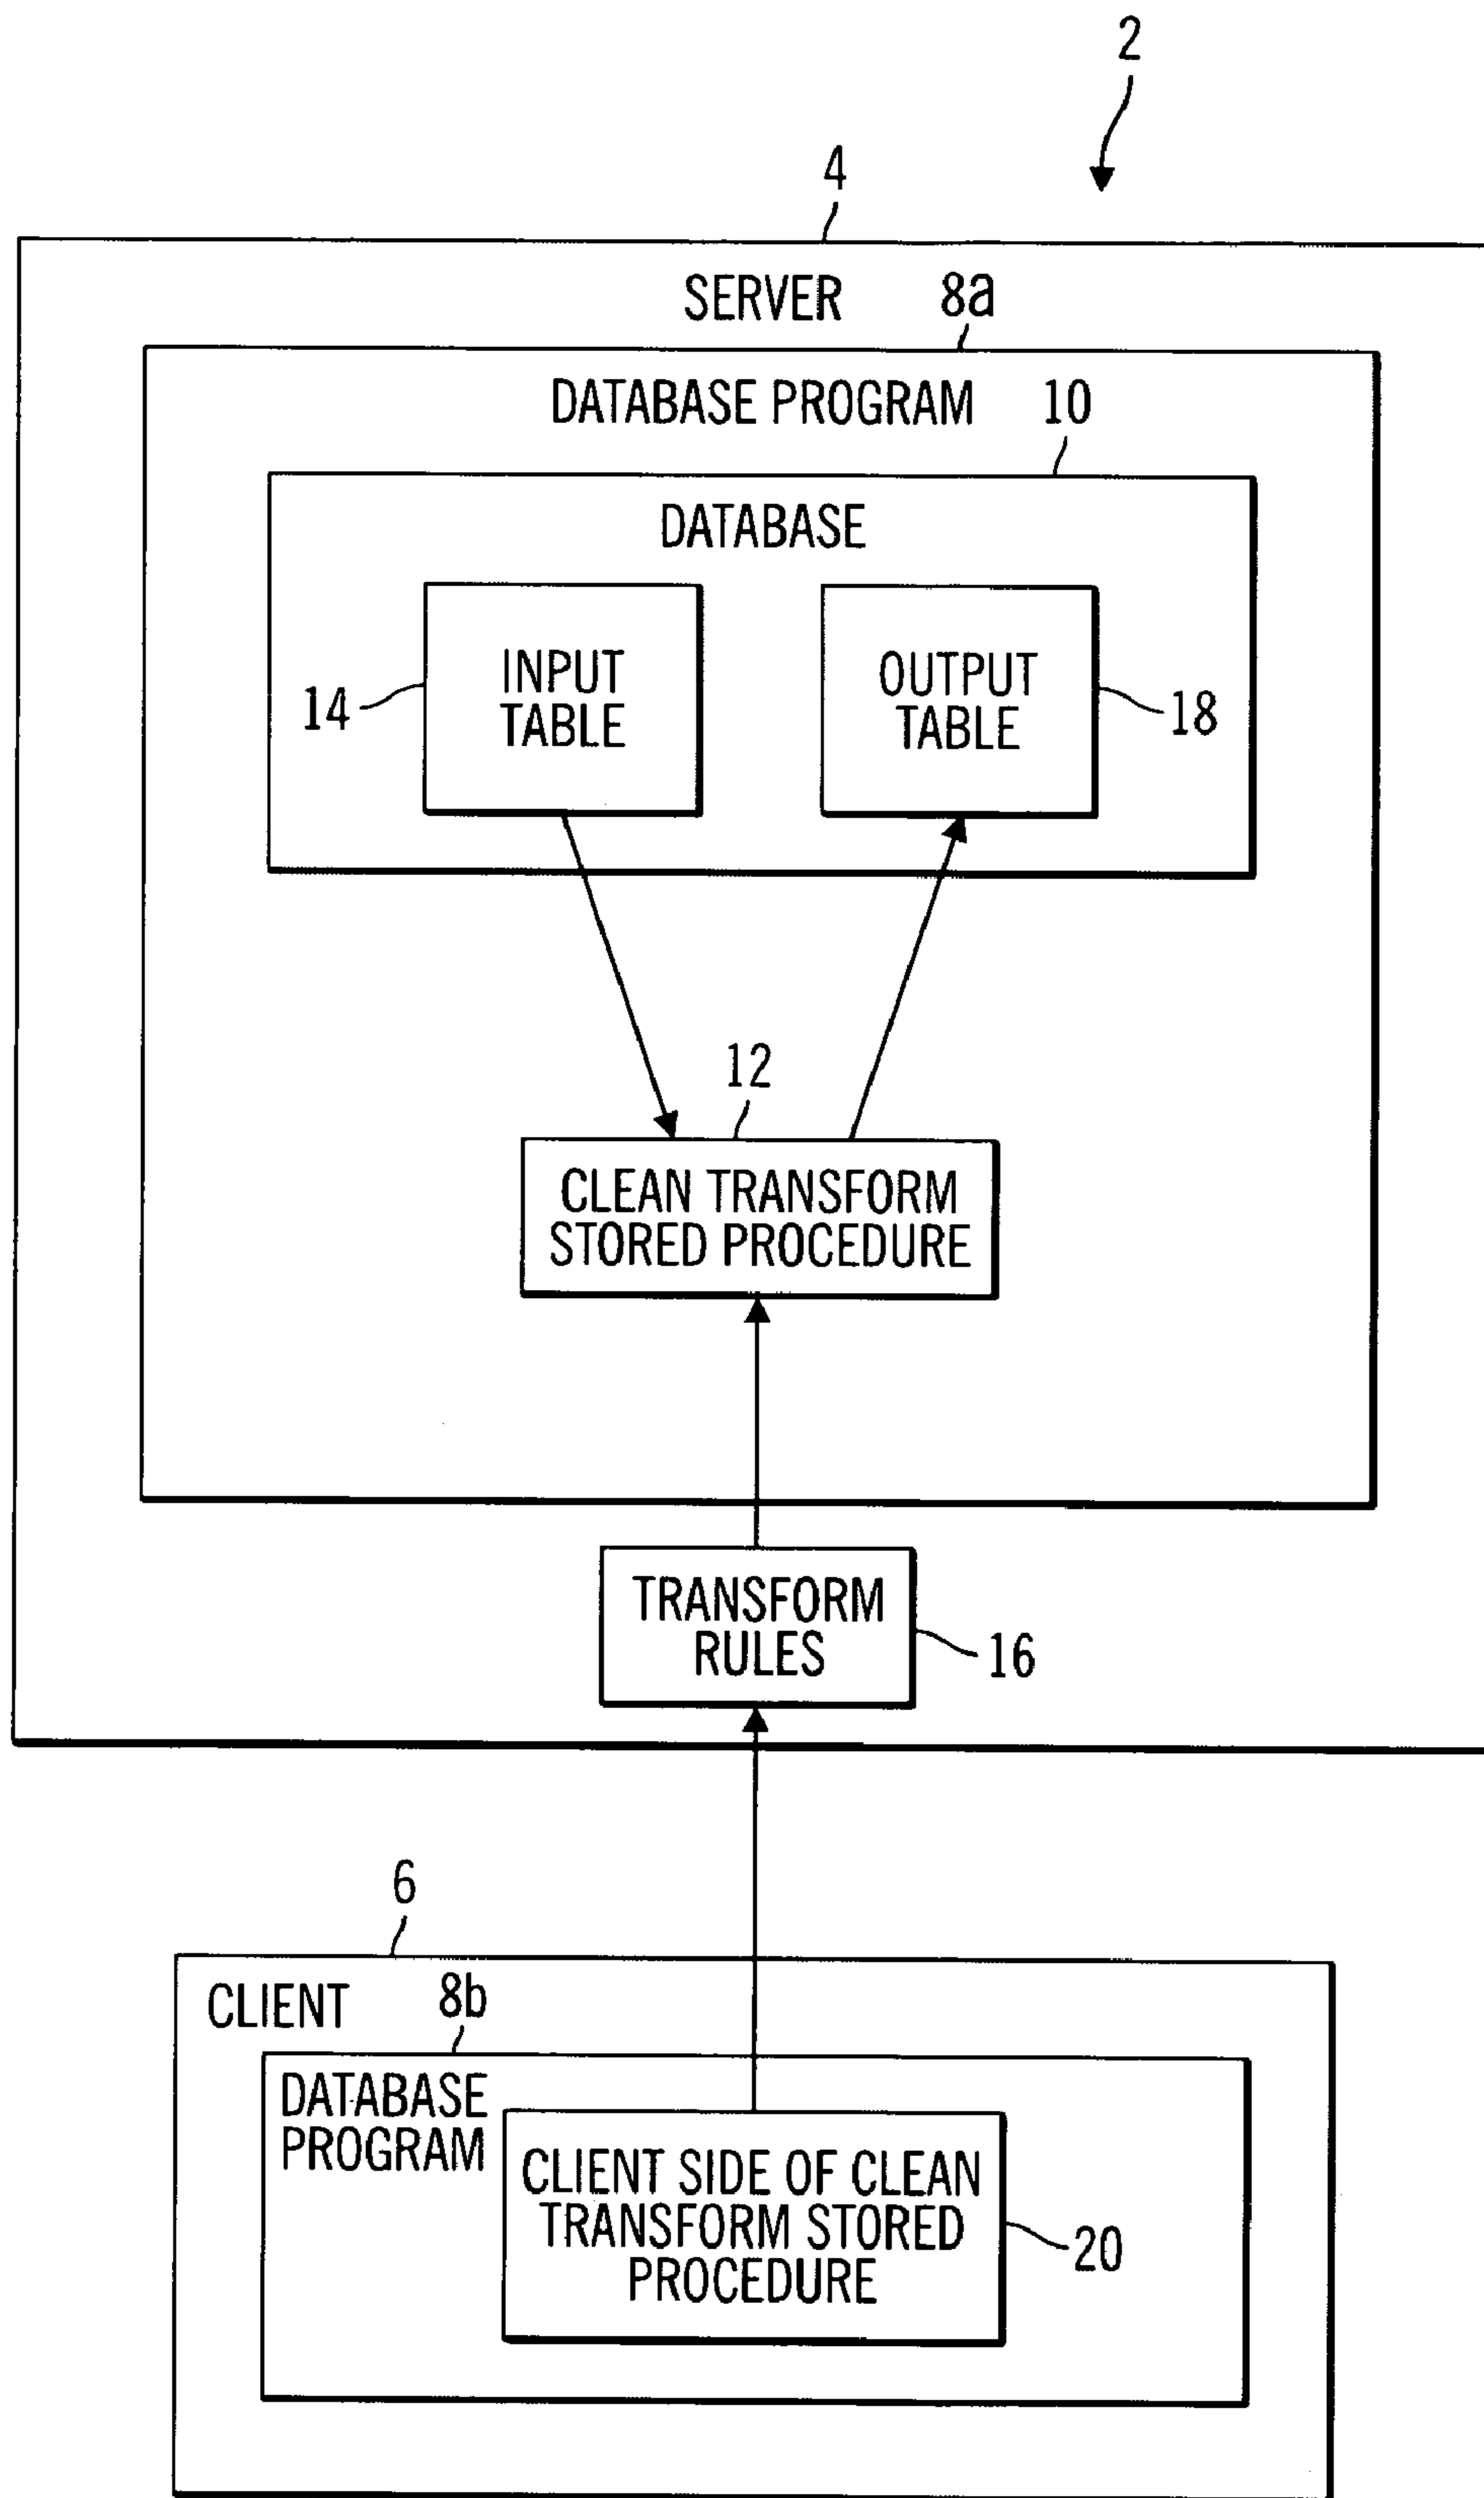 2
4
SERVER 8a
DATABASE PROGRAM 10
DATABASE
INPUT
TABLE
14
OUTPUT
TABLE
18
12
CLEAN TRANSFORM
STORED PROCEDURE
TRANSFORM
RULES
16
6
CLIENT 8b
DATABASE
PROGRAM
CLIENT SIDE OF CLEAN
TRANSFORM STORED
PROCEDURE
20